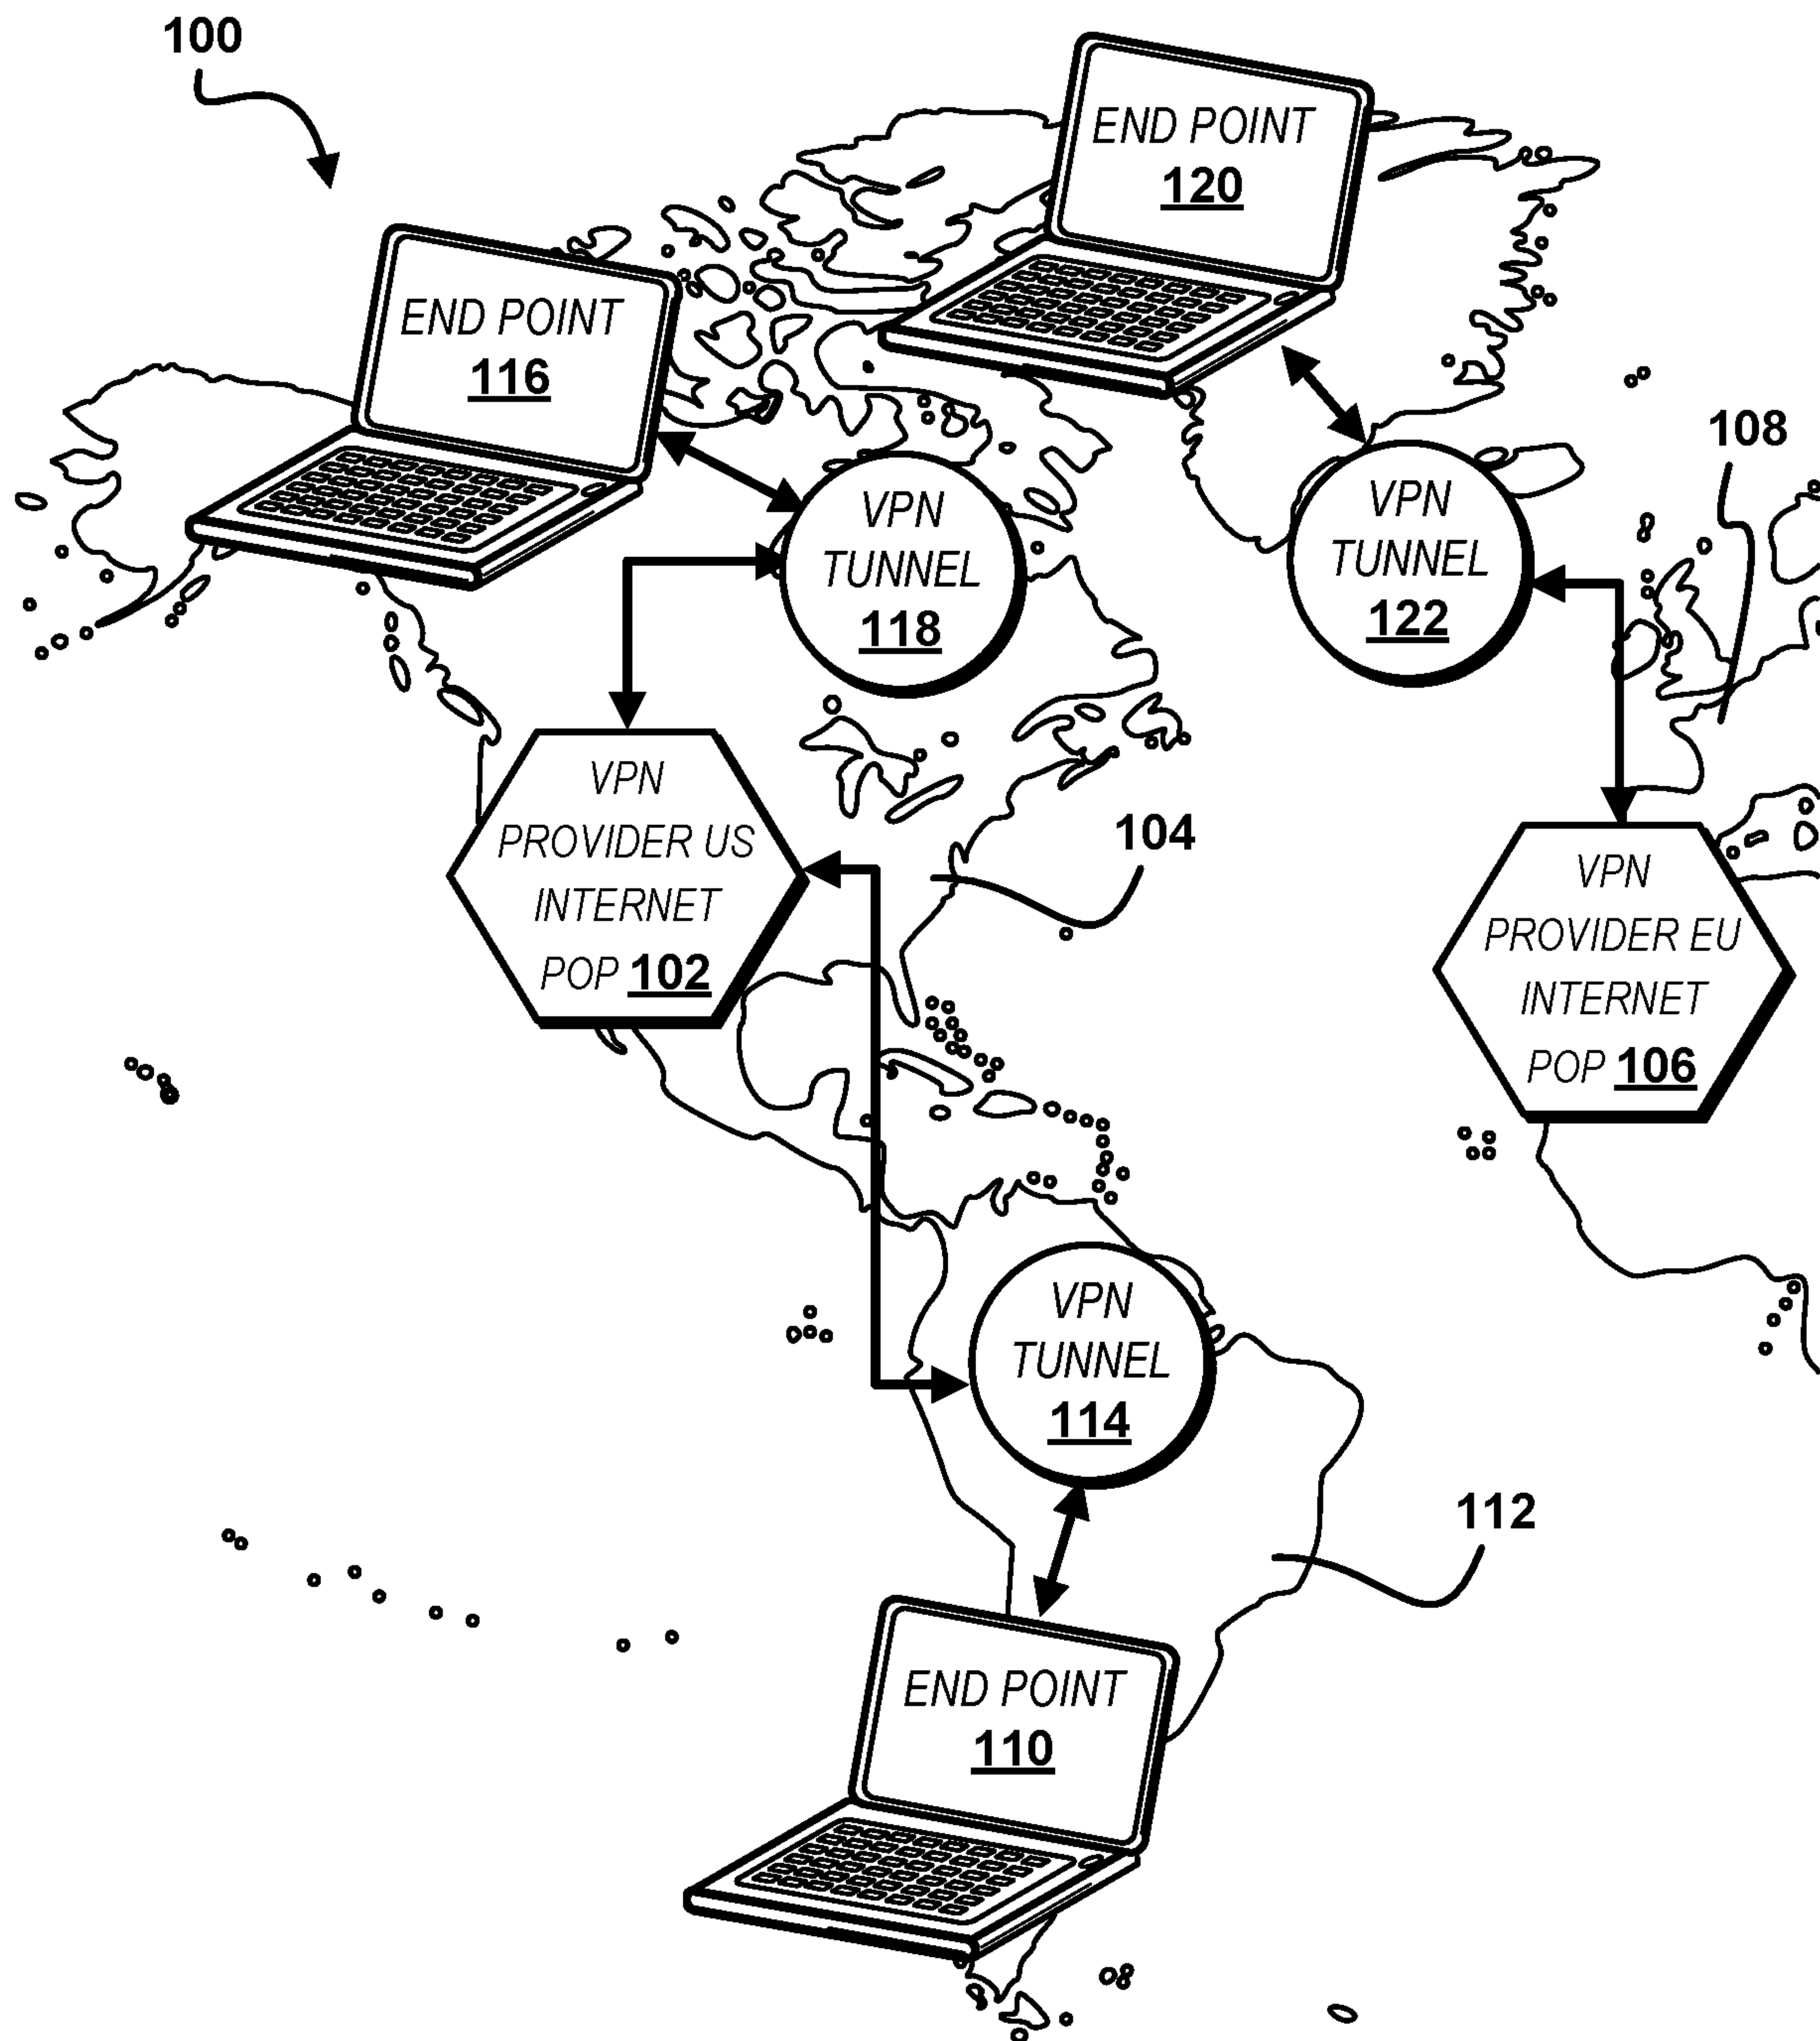 100
END POINT
120
END POINT
116
108
VPN
TUNNEL
118
VPN
TUNNEL
122
VPN
PROVIDER US
INTERNET
POP 102
104
VPN
PROVIDER EU
INTERNET
POP 106
VPN
TUNNEL
114
112
END POINT
110